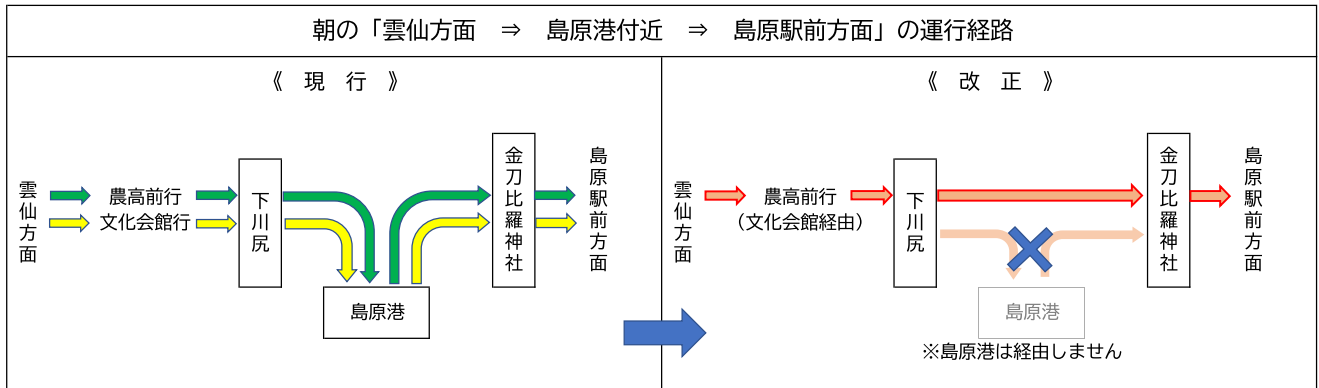 朝の「雲仙方面　⇒　島原港付近　⇒　島原駅前方面」の運行経路
《　現　行　》
雲仙方面
農高前行
文化会館行
下川尻
島原港
金刀比羅神社
島原駅前方面
《　改　正　》
雲仙方面
農高前行
（文化会館経由）
下川尻
島原港
※島原港は経由しません
金刀比羅神社
島原駅前方面